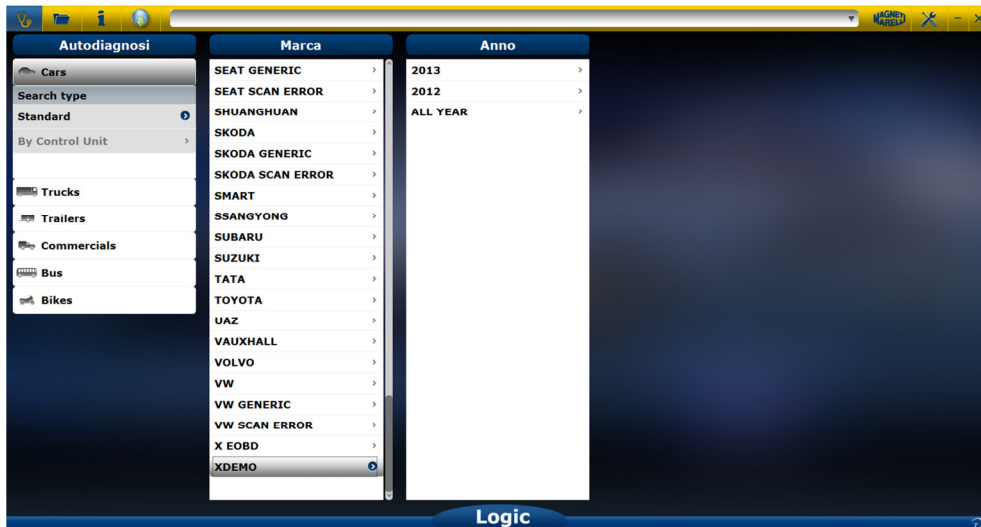 MAGNETI
MARELLI
Autodiagnosi
Cars
Search type
Standard
By Control Unit
Trucks
Trailers
Commercials
Bus
Bikes
Marca
SEAT GENERIC
SEAT SCAN ERROR
SHUANGHUAN
SKODA
SKODA GENERIC
SKODA SCAN ERROR
SMART
SSANGYONG
SUBARU
SUZUKI
TATA
TOYOTA
UAZ
VAUXHALL
VOLVO
VW
VW GENERIC
VW SCAN ERROR
X EOBD
XDEMO
Anno
2013
2012
ALL YEAR
Logic